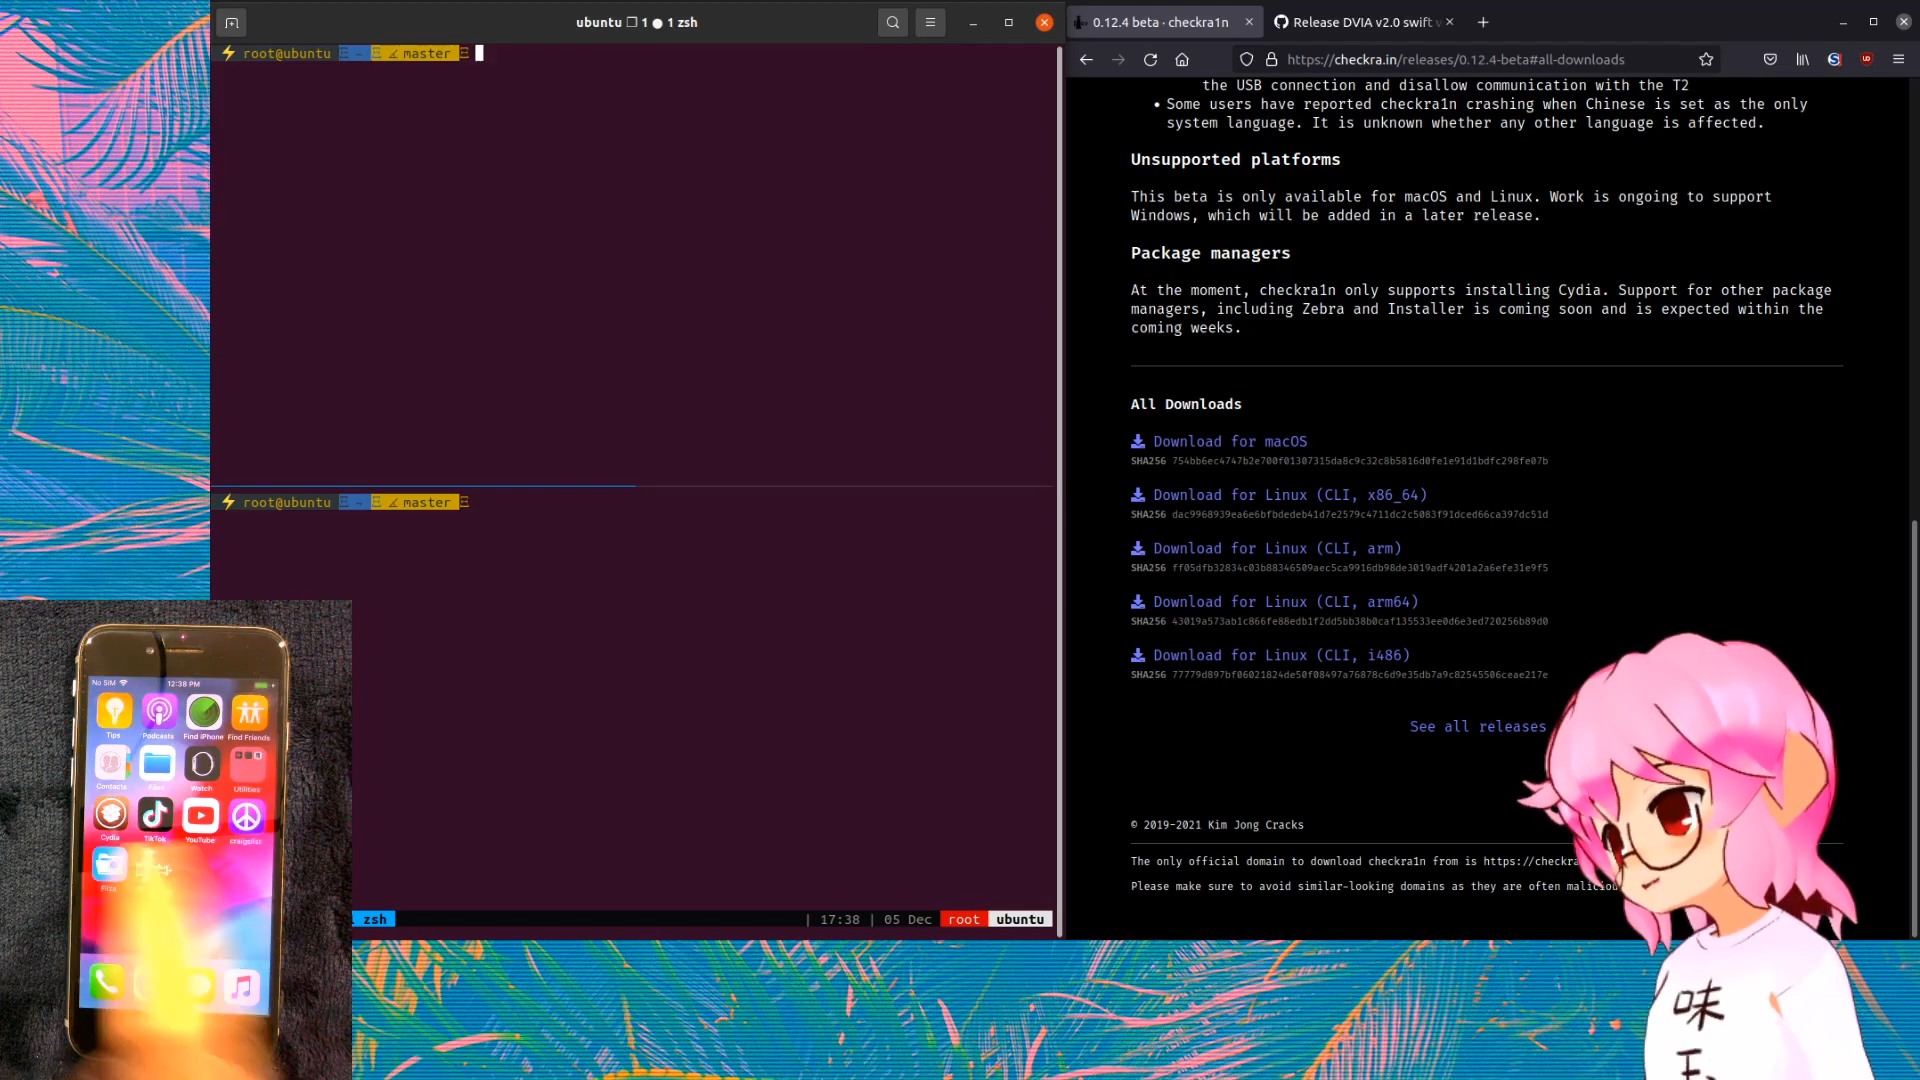 ubuntu ❐ 1 ● 1 zsh
⚡ root@ubuntu ~ master
⚡ root@ubuntu ~ master
zsh
| 17:38 | 05 Dec root ubuntu
0.12.4 beta · checkra1n
Release DVIA v2.0 swift v
https://checkra.in/releases/0.12.4-beta#all-downloads
the USB connection and disallow communication with the T2
• Some users have reported checkra1n crashing when Chinese is set as the only
system language. It is unknown whether any other language is affected.
Unsupported platforms
This beta is only available for macOS and Linux. Work is ongoing to support
Windows, which will be added in a later release.
Package managers
At the moment, checkra1n only supports installing Cydia. Support for other package
managers, including Zebra and Installer is coming soon and is expected within the
coming weeks.
All Downloads
Download for macOS
SHA256 754bb6ec4747b2e700f01307315da8c9c32c8b5816d0fe1e91d1bdfc298fe07b
Download for Linux (CLI, x86_64)
SHA256 dac9968939ea6e6bfbdedeb41d7e2579c4711dc2c5083f91dced66ca397dc51d
Download for Linux (CLI, arm)
SHA256 ff05dfb32834c03b88346509aec5ca9916db98de3019adf4201a2a6efe31e9f5
Download for Linux (CLI, arm64)
SHA256 43019a573ab1c866fe88edb1f2dd5bb38b0caf135533ee0d6e3ed720256b89d0
Download for Linux (CLI, i486)
SHA256 77779d897bf06021824de50f08497a76878c6d9e35db7a9c82545506ceae217e
See all releases
© 2019-2021 Kim Jong Cracks
The only official domain to download checkra1n from is https://checkra
Please make sure to avoid similar-looking domains as they are often maliciou
No SIM 12:38 PM
Tips Podcasts Find iPhone Find Friends
Contacts Files Watch Utilities
Cydia TikTok YouTube craigslist
Filza
味
王